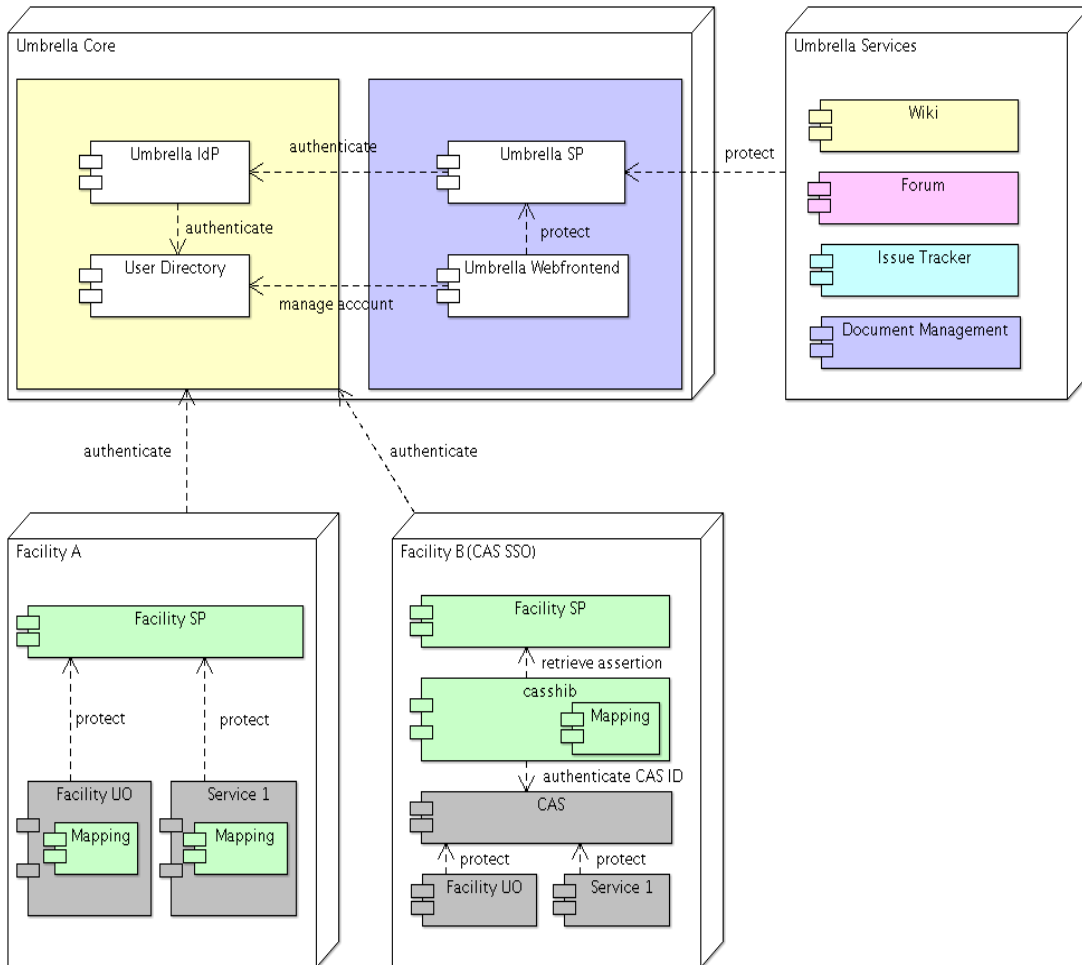 Umbrella Core
Umbrella Services
Umbrella IdP
authenticate
Umbrella SP
protect
Wiki
Forum
authenticate
protect
User Directory
Umbrella Webfrontend
Issue Tracker
manage account
Document Management
authenticate
authenticate
Facility A
Facility B (CAS SSO)
Facility SP
Facility SP
retrieve assertion
casshib
Mapping
protect
protect
authenticate CAS ID
Facility UO
Service 1
CAS
Mapping
Mapping
protect
protect
Facility UO
Service 1